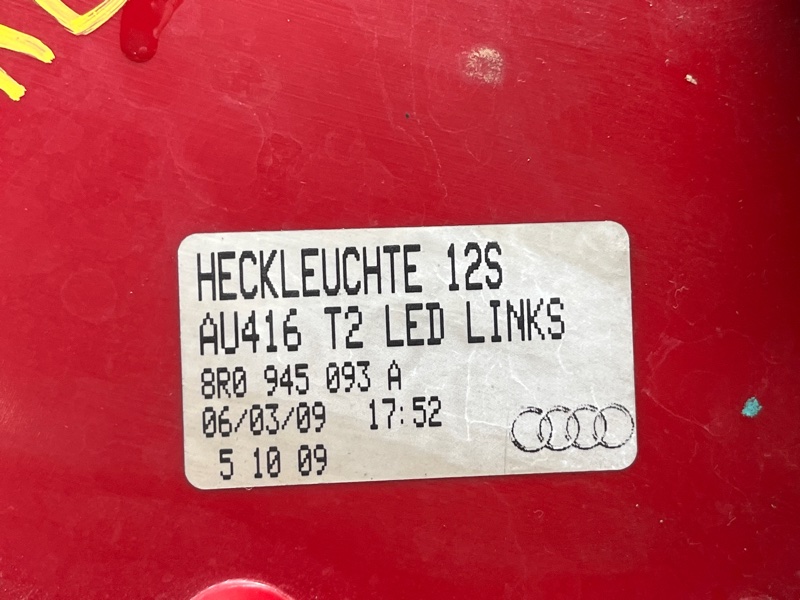 HECKLEUCHTE 12S
AU416 T2 LED LINKS
8R0 945 093 A
06/03/09 17:52
5 10 09